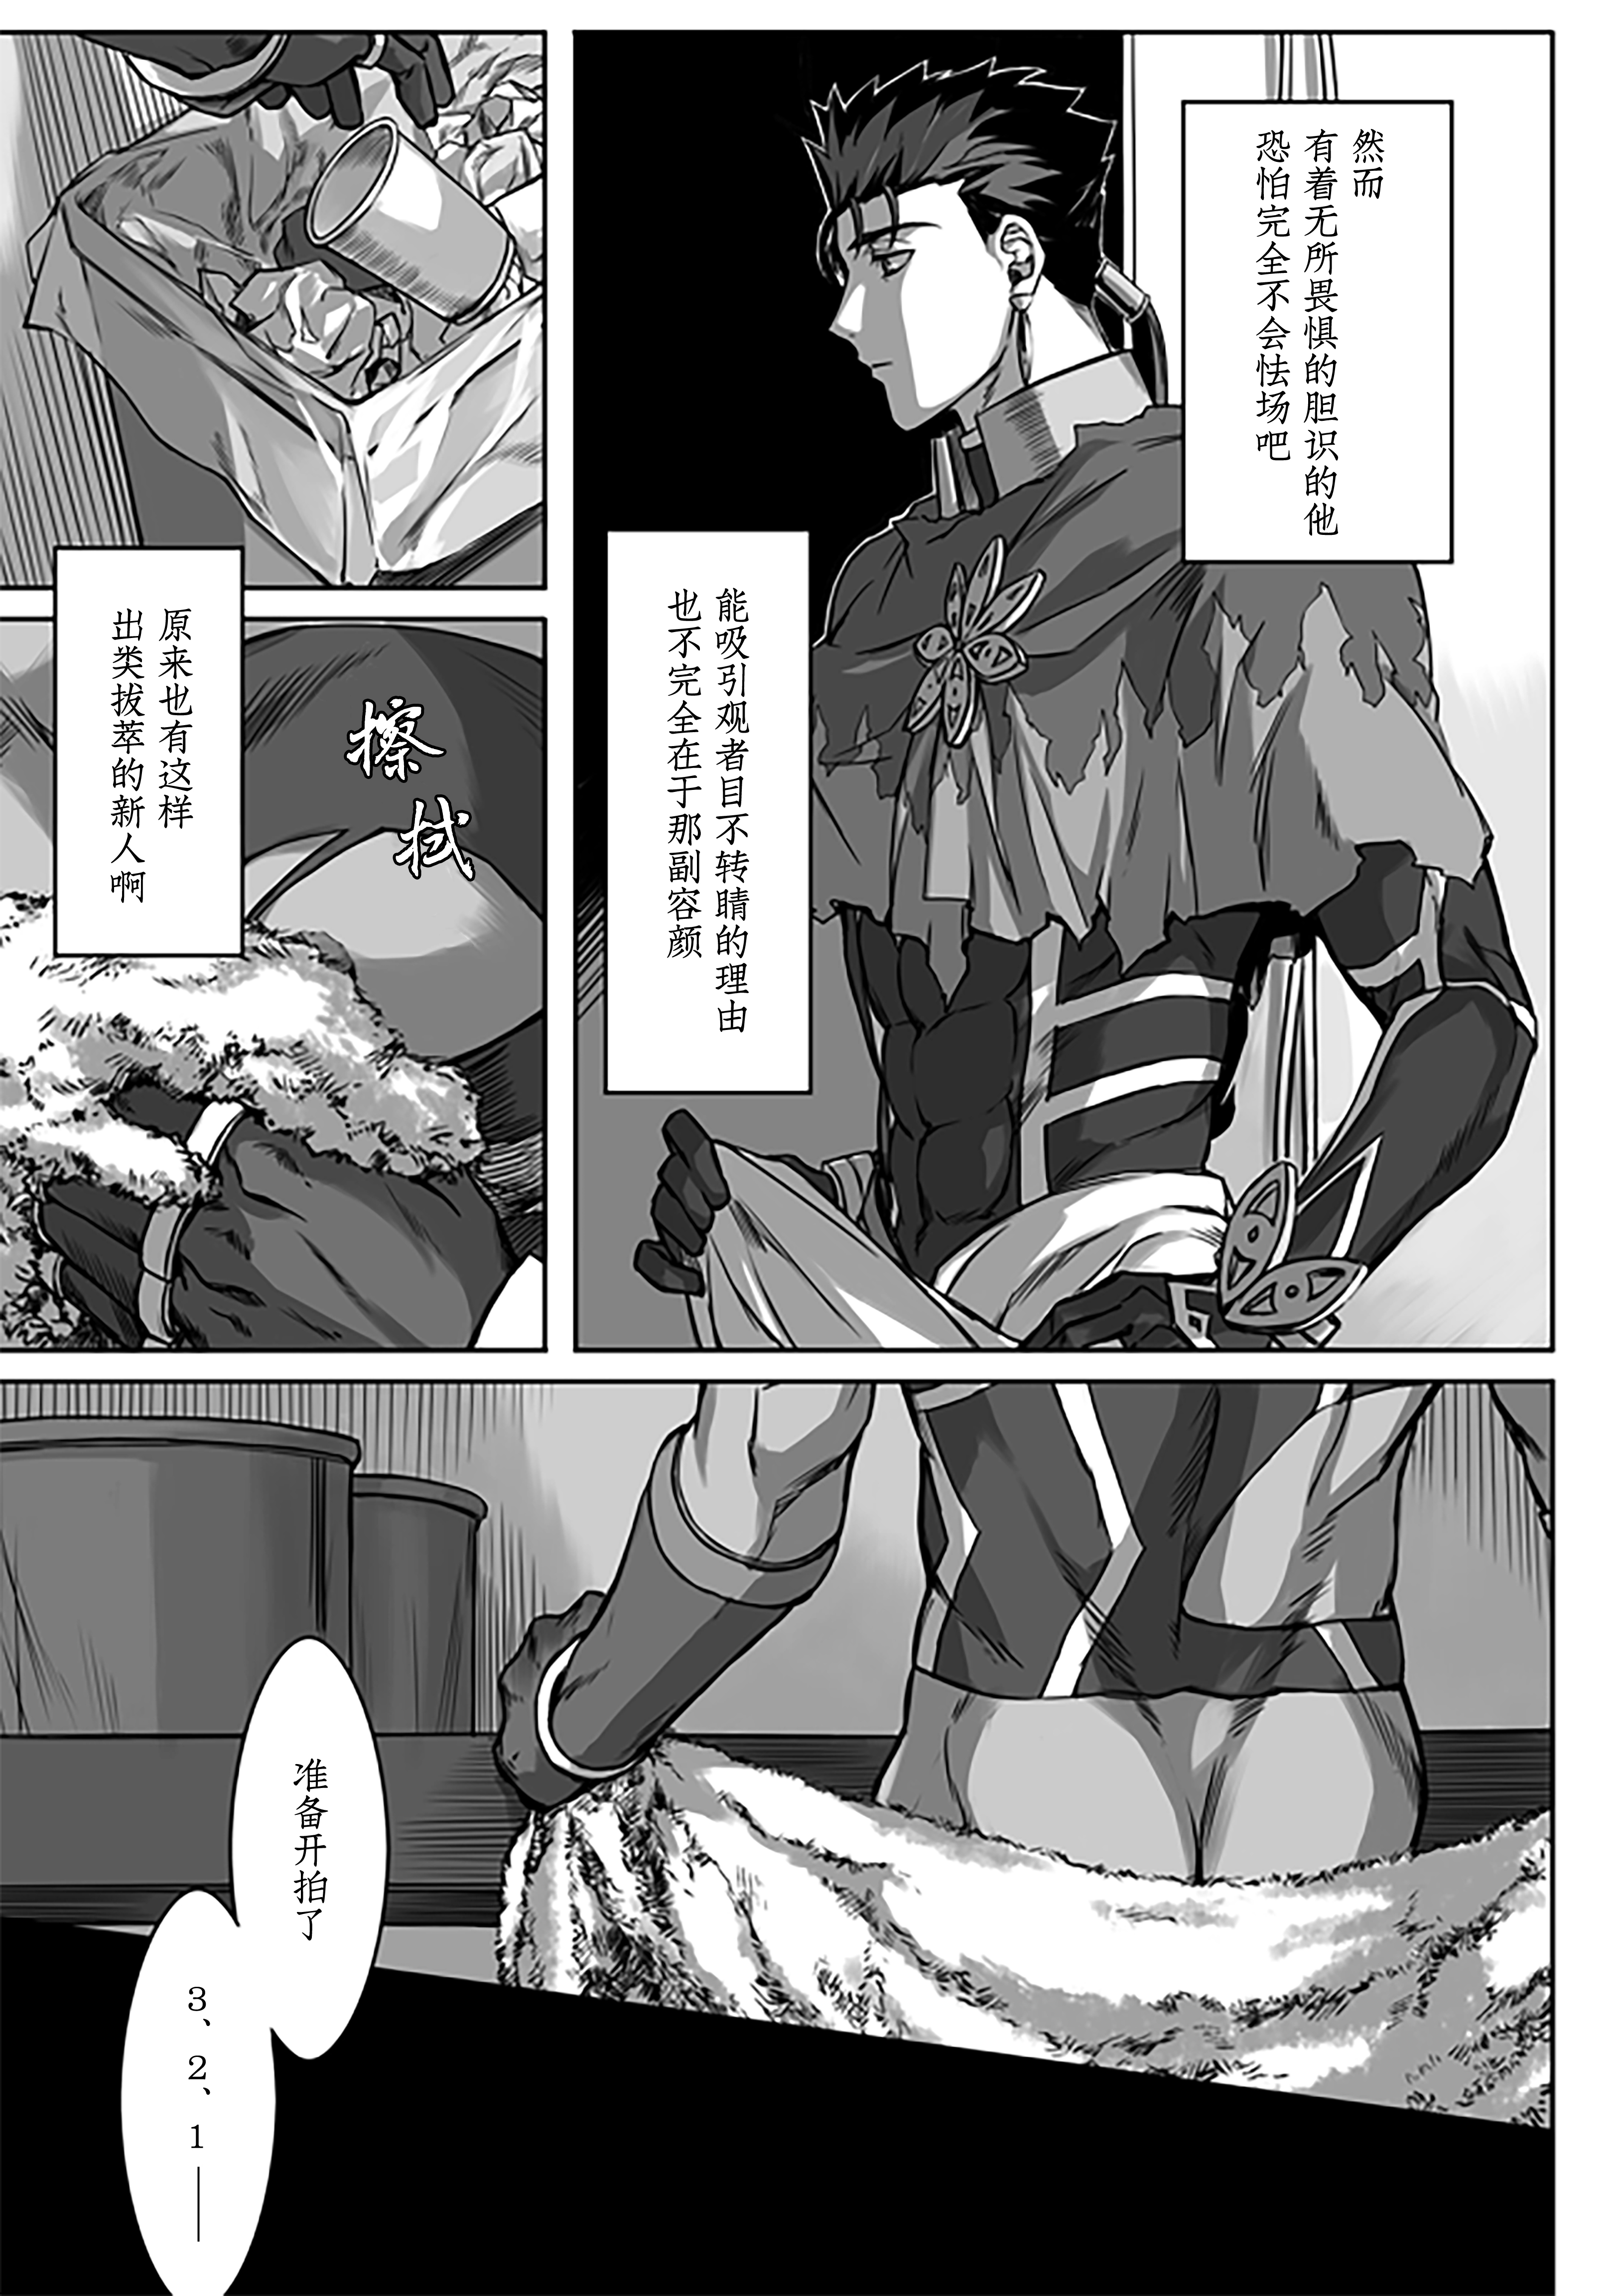 然而
有着无所畏惧的胆识的他
恐怕完全不会怯场吧
能吸引观者目不转睛的理由
也不完全在于那副容颜
原来也有这样
出类拔萃的新人啊
擦拭
准备开拍了
3、2、1——